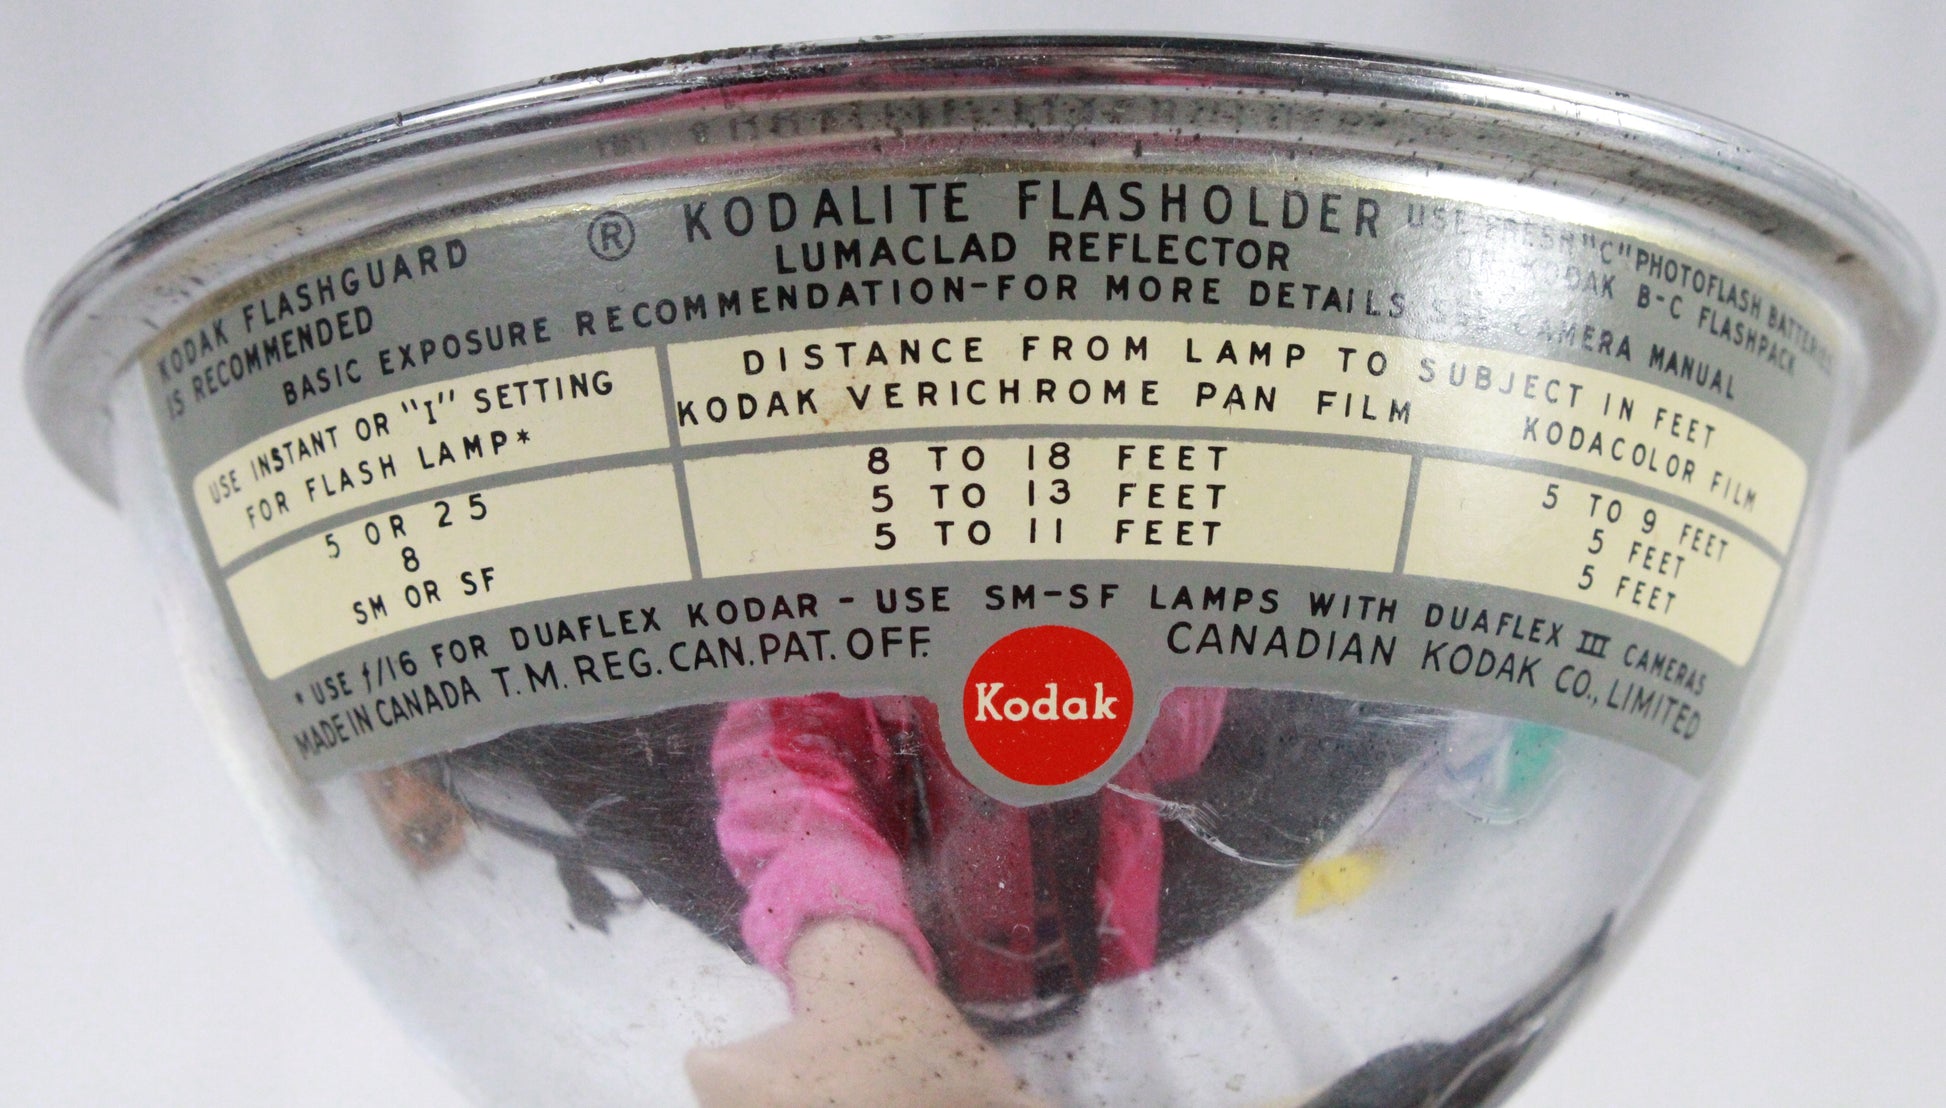 KODAK FLASHGUARD
IS RECOMMENDED
® KODALITE FLASHOLDER
LUMACLAD REFLECTOR
USE FRESH "C" PHOTOFLASH BATTERIES
OR KODAK B-C FLASHPACK
BASIC EXPOSURE RECOMMENDATION-FOR MORE DETAILS SEE CAMERA MANUAL
USE INSTANT OR "I" SETTING
FOR FLASH LAMP*
DISTANCE FROM LAMP TO SUBJECT IN FEET
KODAK VERICHROME PAN FILM KODACOLOR FILM
5 OR 25 8 TO 18 FEET 5 TO 9 FEET
8 5 TO 13 FEET 5 FEET
SM OR SF 5 TO 11 FEET 5 FEET
* USE f/16 FOR DUAFLEX KODAR - USE SM-SF LAMPS WITH DUAFLEX III CAMERAS
MADE IN CANADA T.M. REG. CAN. PAT. OFF. CANADIAN KODAK CO., LIMITED
Kodak